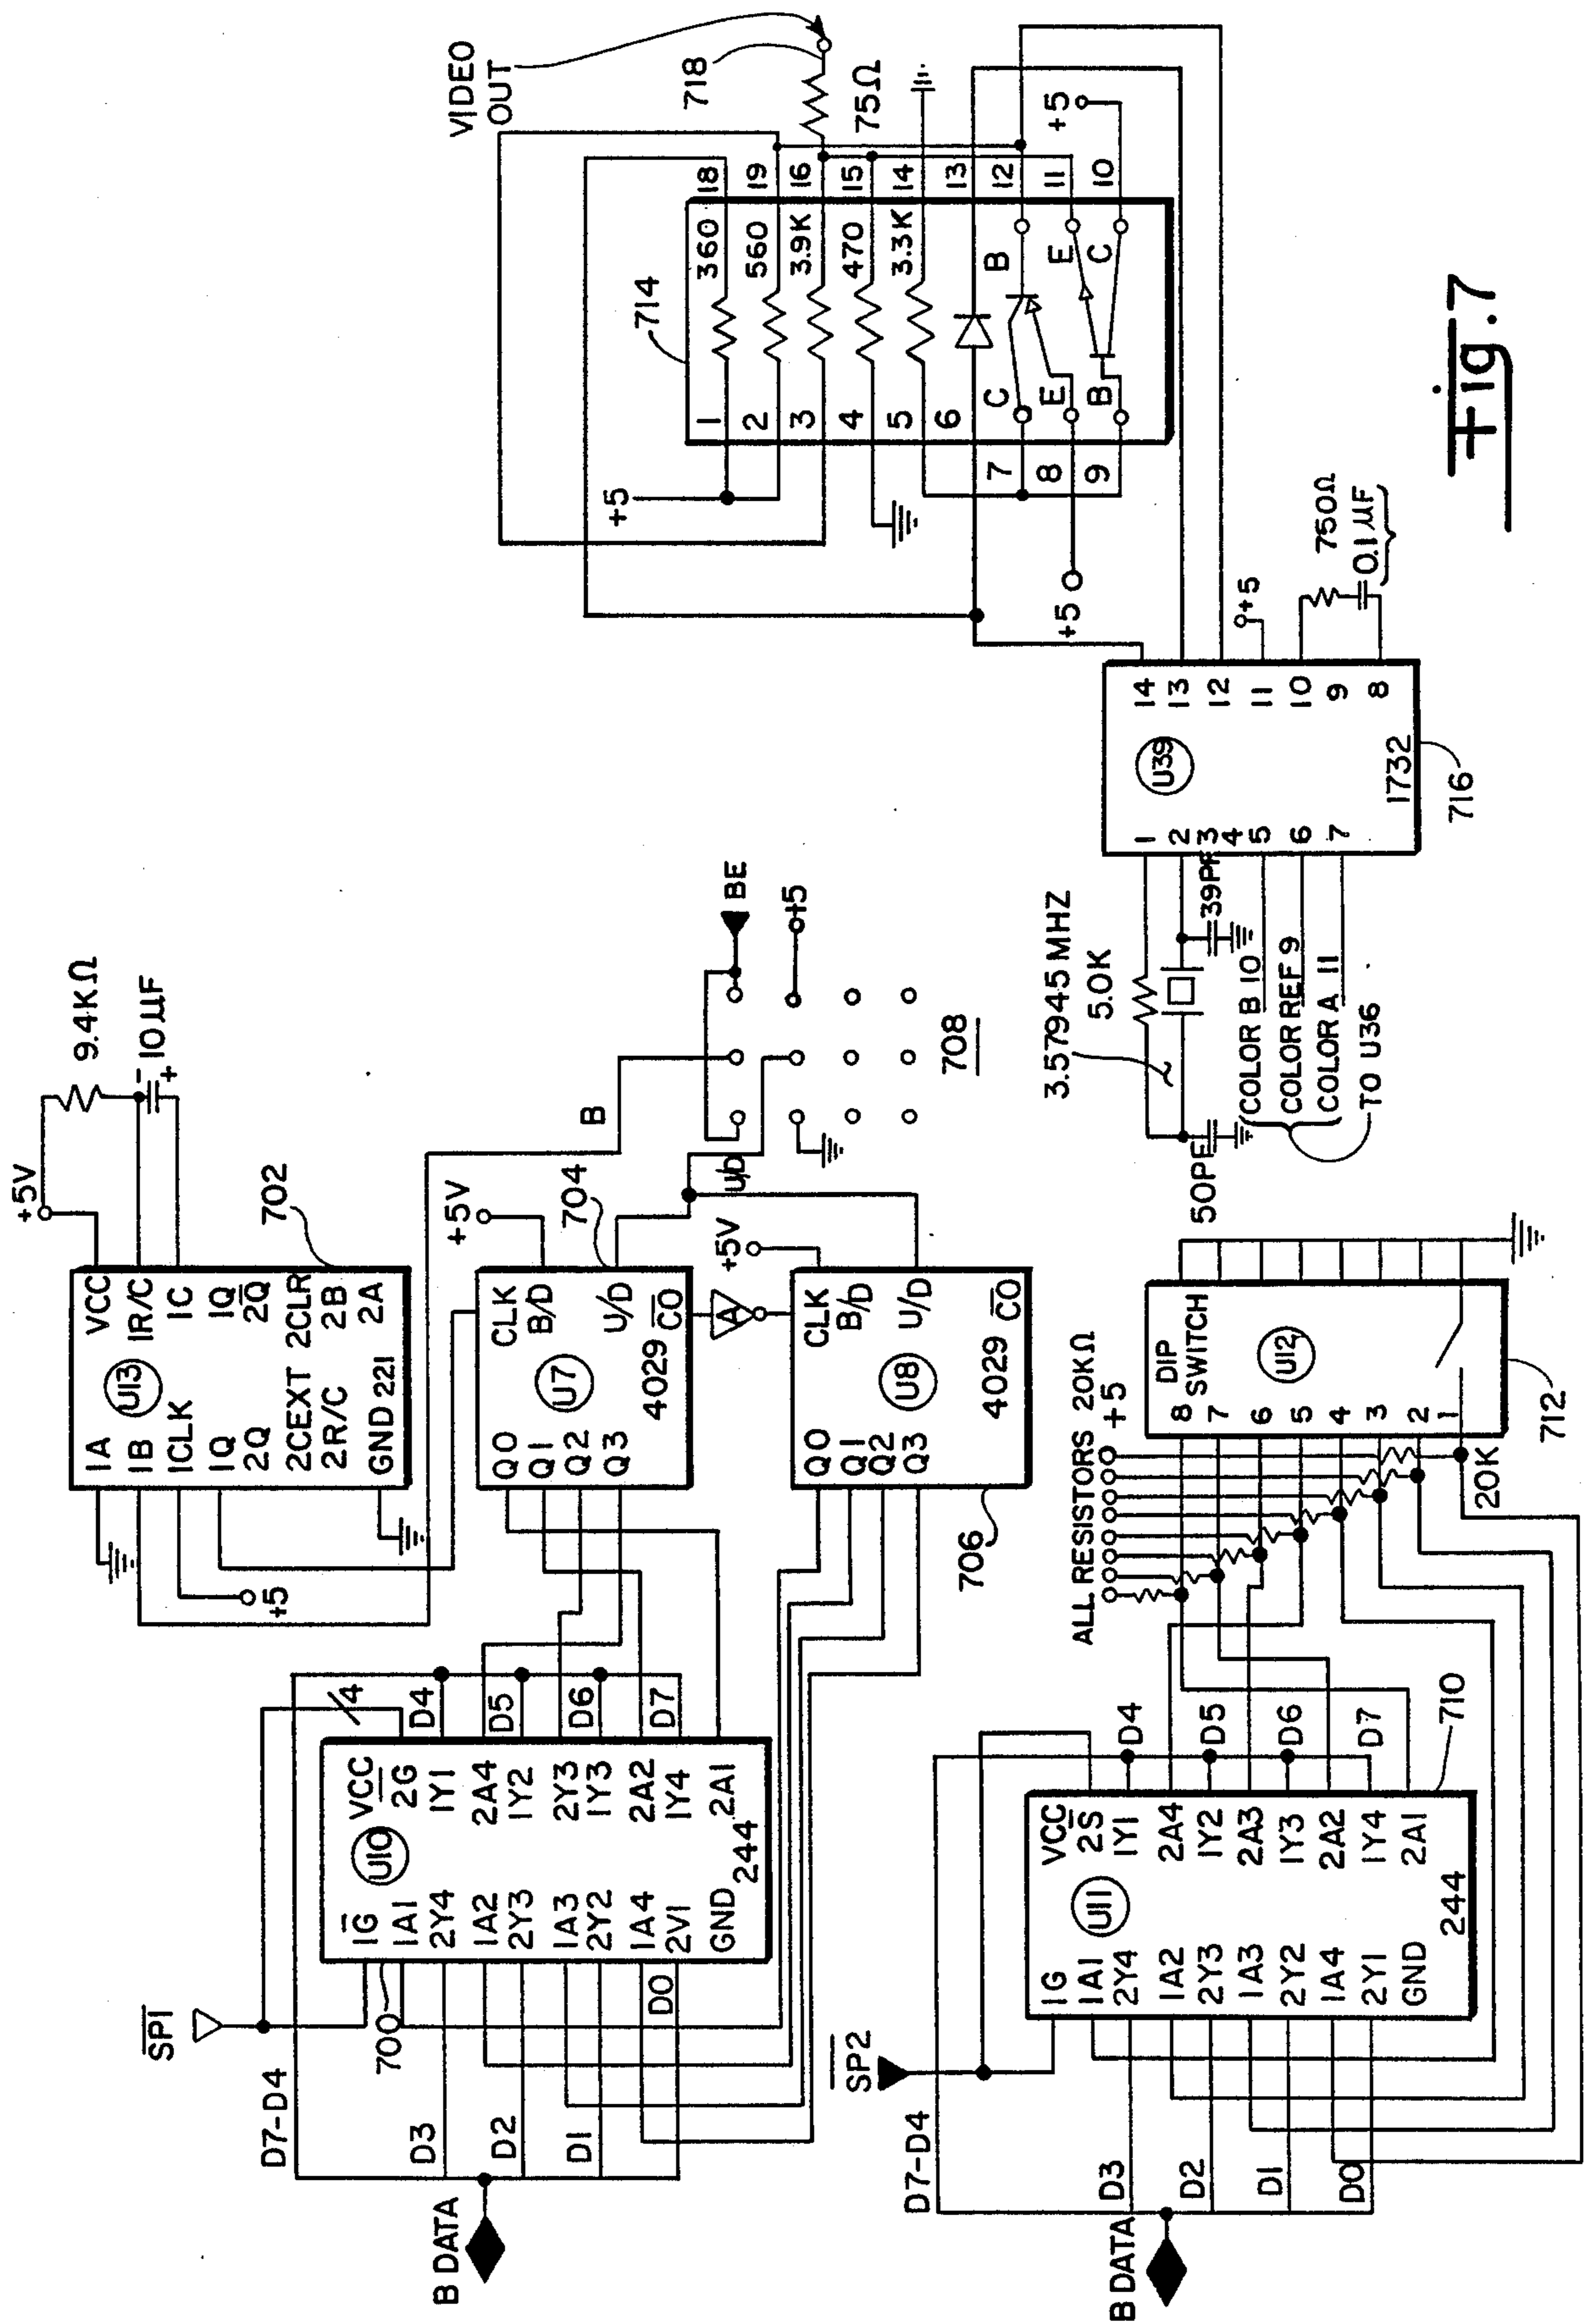 +5V
9.4KΩ
10µF
-
+
VCC
1R/C
1C
1Q
2Q
2CLR
2B
2A
U13
1A
1B
1CLK
1Q
2Q
2CEXT
2R/C
GND 221
702
+5
B
BE
+5
708
U/D
+5V
704
CLK
B/D
U/D
CO
U7
4029
Q0
Q1
Q2
Q3
A
+5V
CLK
B/D
U/D
CO
U8
4029
Q0
Q1
Q2
Q3
706
SP1
4
D4
D5
D6
D7
VCC
2G
1Y1
2A4
1Y2
2Y3
1Y3
2A2
1Y4
2A1
U10
244
1G
1A1
2Y4
1A2
2Y3
1A3
2Y2
1A4
2V1
GND
700
D7-D4
D3
D2
D1
D0
B DATA
SP2
D7-D4
D3
D2
D1
D0
B DATA
1G
1A1
2Y4
1A2
2Y3
1A3
2Y2
1A4
2Y1
GND
U11
244
VCC
2S
1Y1
2A4
1Y2
2A3
1Y3
2A2
1Y4
2A1
D4
D5
D6
D7
710
ALL RESISTORS 20KΩ
+5
20K
8
7
6
5
4
3
2
1
DIP
SWITCH
U12
712
3.57945 MHZ
5.0K
50PF
39PF
COLOR B 10
COLOR REF 9
COLOR A 11
TO U36
1
2
3
4
5
6
7
U39
1732
716
14
13
12
11
10
9
8
+5
750Ω
0.1µF
VIDEO
OUT
718
75Ω
714
+5
1
2
3
4
5
6
7
8
9
360
560
3.9K
470
3.3K
18
19
16
15
14
13
12
11
10
C
E
B
B
E
C
+5
+5
Fig.7